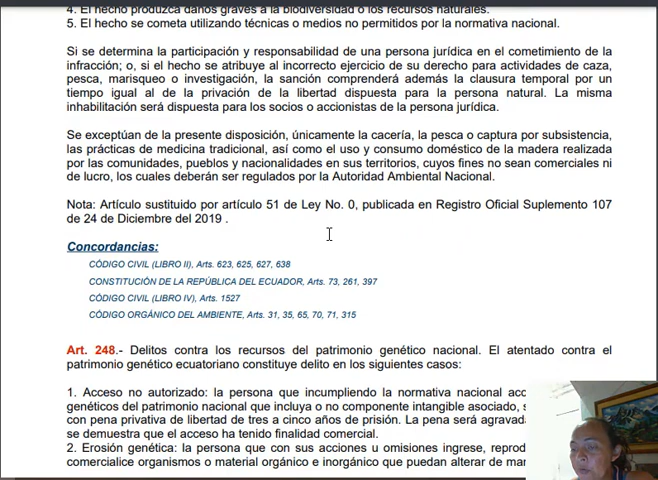 4. El hecho produzca daños graves a la biodiversidad o los recursos naturales.
5. El hecho se cometa utilizando técnicas o medios no permitidos por la normativa nacional.
Si se determina la participación y responsabilidad de una persona jurídica en el cometimiento de la
infracción; o, si el hecho se atribuye al incorrecto ejercicio de su derecho para actividades de caza,
pesca, marisqueo o investigación, la sanción comprenderá además la clausura temporal por un
tiempo igual al de la privación de la libertad dispuesta para la persona natural. La misma
inhabilitación será dispuesta para los socios o accionistas de la persona jurídica.
Se exceptúan de la presente disposición, únicamente la cacería, la pesca o captura por subsistencia,
las prácticas de medicina tradicional, así como el uso y consumo doméstico de la madera realizada
por las comunidades, pueblos y nacionalidades en sus territorios, cuyos fines no sean comerciales ni
de lucro, los cuales deberán ser regulados por la Autoridad Ambiental Nacional.
Nota: Artículo sustituido por artículo 51 de Ley No. 0, publicada en Registro Oficial Suplemento 107
de 24 de Diciembre del 2019 .
Concordancias:
CÓDIGO CIVIL (LIBRO II), Arts. 623, 625, 627, 638
CONSTITUCIÓN DE LA REPÚBLICA DEL ECUADOR, Arts. 73, 261, 397
CÓDIGO CIVIL (LIBRO IV), Arts. 1527
CÓDIGO ORGÁNICO DEL AMBIENTE, Arts. 31, 35, 65, 70, 71, 315
Art. 248.- Delitos contra los recursos del patrimonio genético nacional. El atentado contra el
patrimonio genético ecuatoriano constituye delito en los siguientes casos:
1. Acceso no autorizado: la persona que incumpliendo la normativa nacional acc
genéticos del patrimonio nacional que incluya o no componente intangible asociado, s
con pena privativa de libertad de tres a cinco años de prisión. La pena será agravada
se demuestra que el acceso ha tenido finalidad comercial.
2. Erosión genética: la persona que con sus acciones u omisiones ingrese, reprod
comercialice organismos o material orgánico e inorgánico que puedan alterar de mar